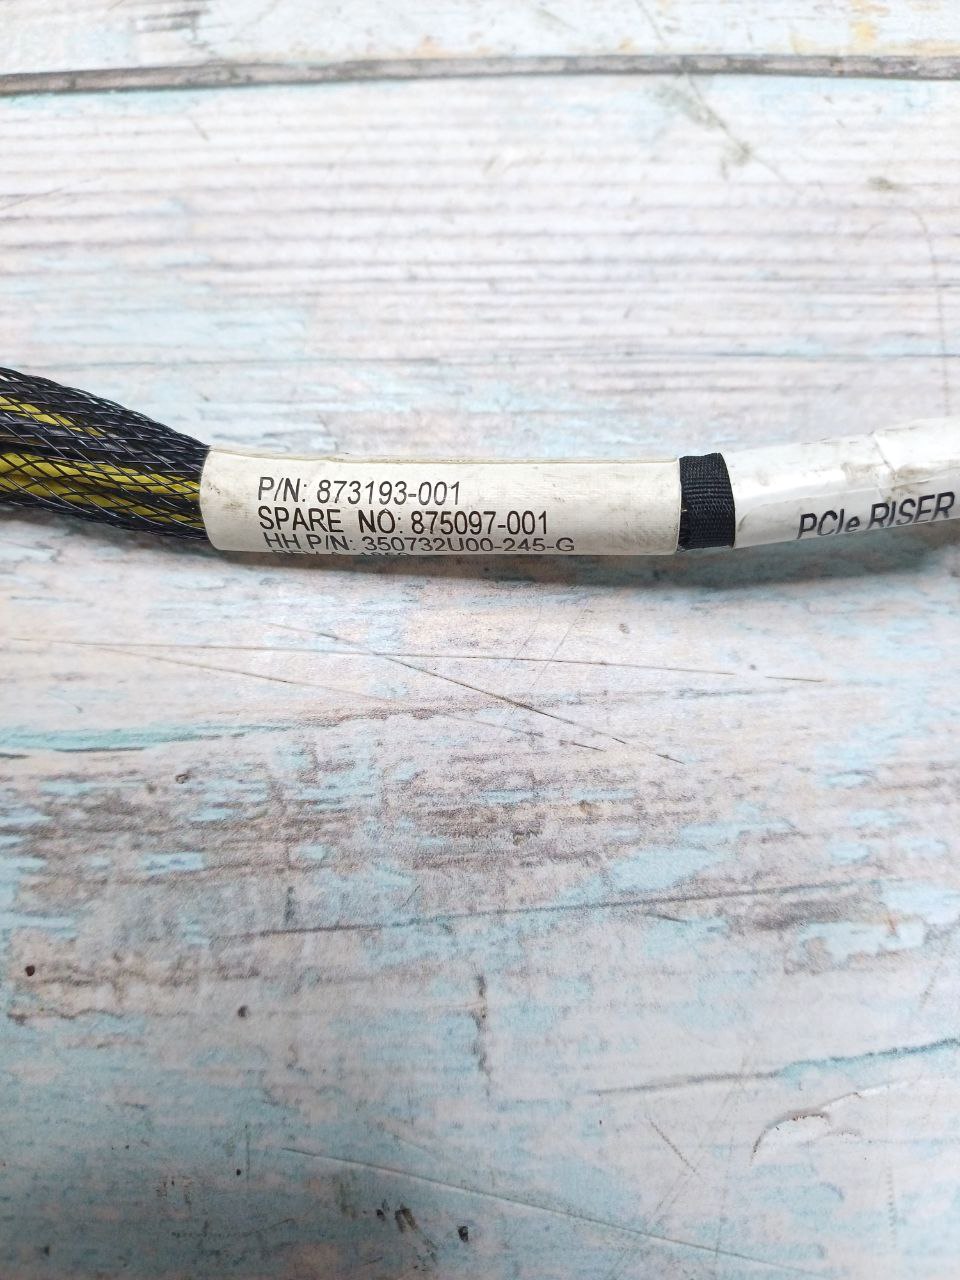 P/N: 873193-001
SPARE NO: 875097-001
HH P/N: 350732U00-245-G
PCIe RISER